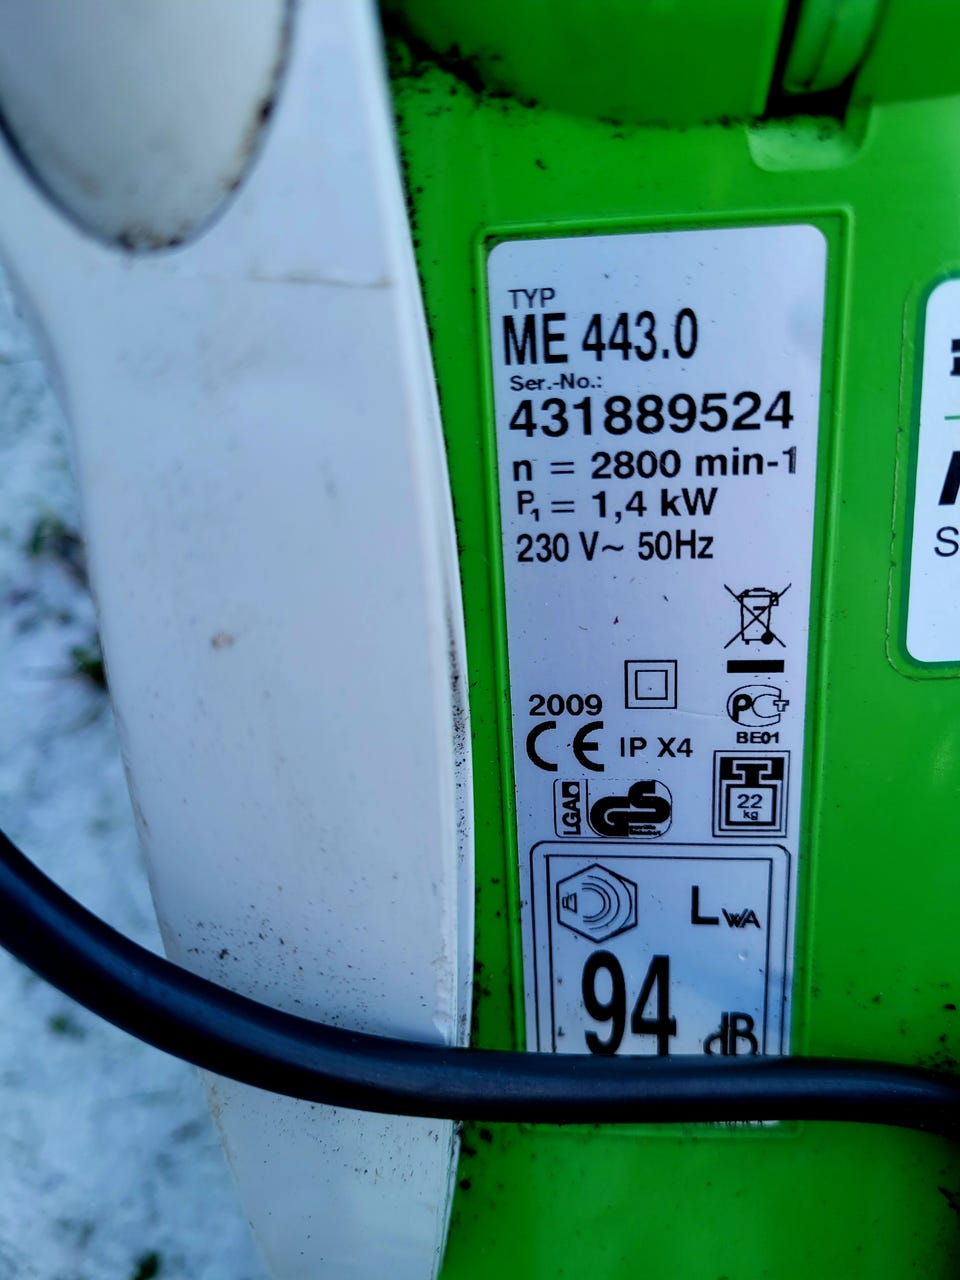 TYP
ME 443.0
Ser.-No.:
431889524
n = 2800 min-1
P1 = 1,4 kW
230 V~ 50Hz
2009
CE IP X4
BE01
LGA GS
22
kg
LWA
94 dB
S